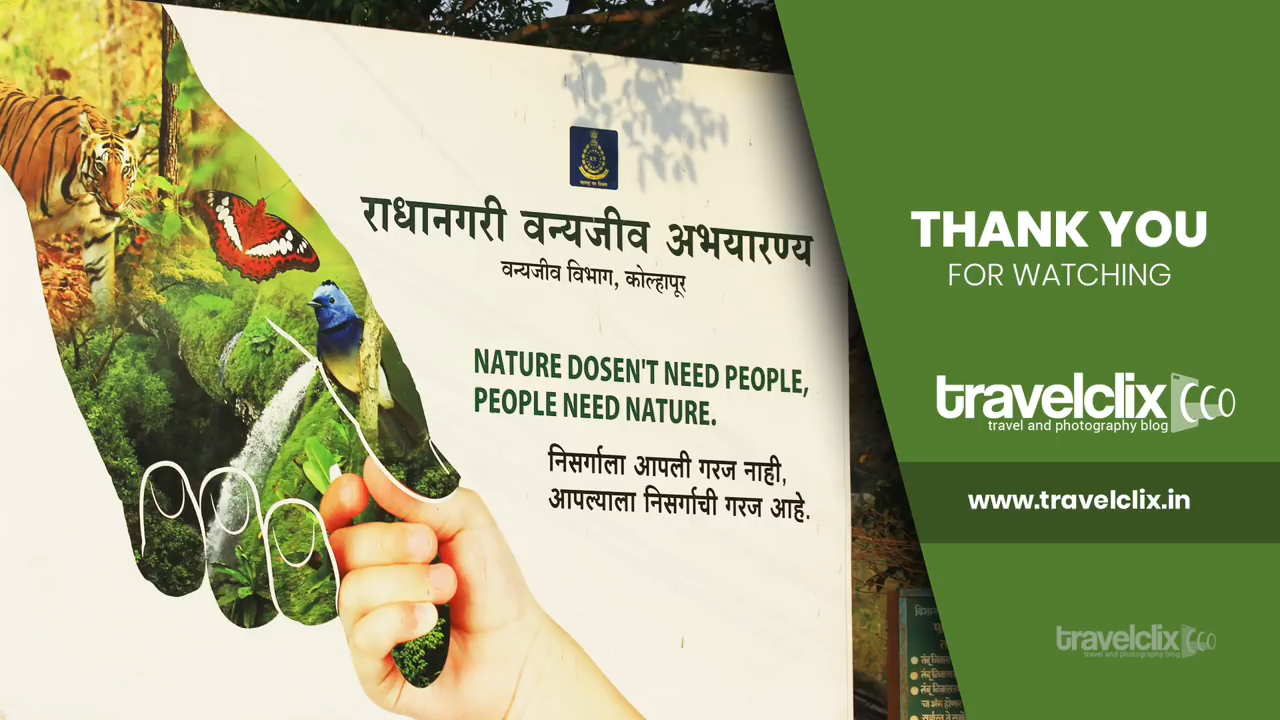 राधानगरी वन्यजीव अभयारण्य
वन्यजीव विभाग, कोल्हापूर
NATURE DOSEN'T NEED PEOPLE,
PEOPLE NEED NATURE.
निसर्गाला आपली गरज नाही,
आपल्याला निसर्गाची गरज आहे.
THANK YOU
FOR WATCHING
travelclix
travel and photography blog
www.travelclix.in
travelclix
travel and photography blog